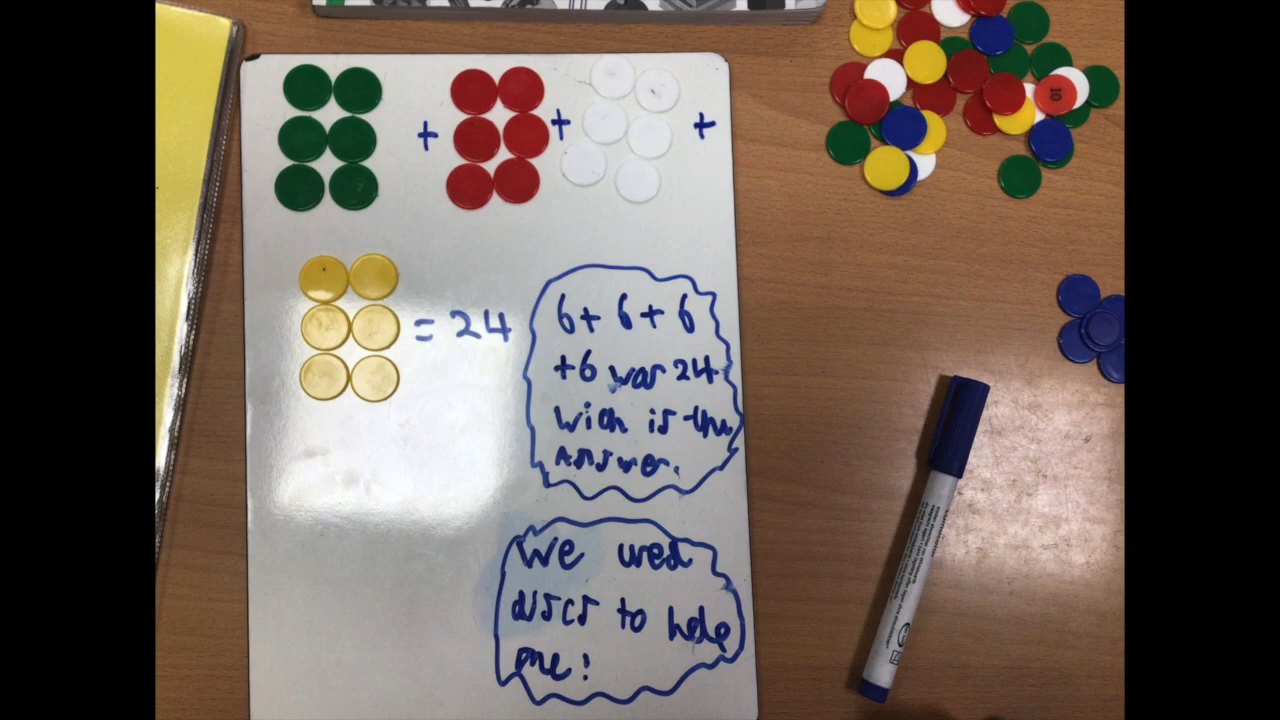 + + +
= 24
6+ 6+ 6
+6 was 24
wich is the
Answer.
We used
discs to help
me!
10